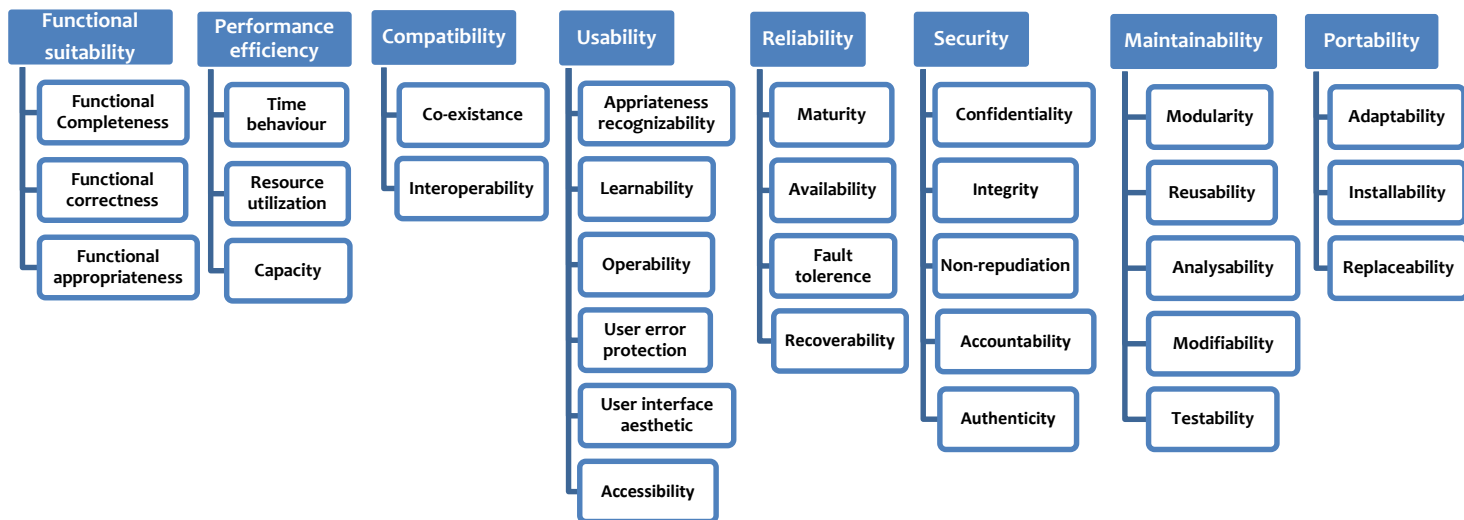 Functional
suitability
Functional
Completeness
Functional
correctness
Functional
appropriateness
Performance
efficiency
Time
behaviour
Resource
utilization
Capacity
Compatibility
Co-existance
Interoperability
Usability
Appriateness
recognizability
Learnability
Operability
User error
protection
User interface
aesthetic
Accessibility
Reliability
Maturity
Availability
Fault
tolerence
Recoverability
Security
Confidentiality
Integrity
Non-repudiation
Accountability
Authenticity
Maintainability
Modularity
Reusability
Analysability
Modifiability
Testability
Portability
Adaptability
Installability
Replaceability